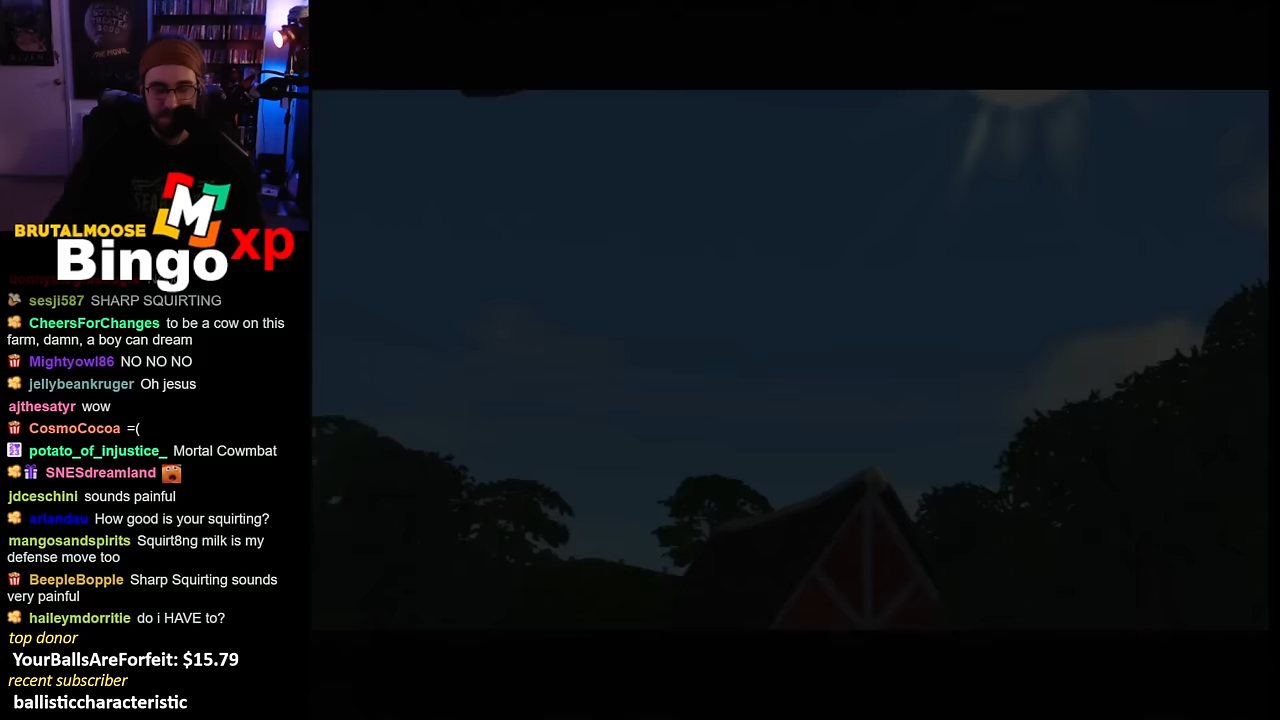 BRUTALMOOSE
M
Bingo xp
sesji587 SHARP SQUIRTING
CheersForChanges to be a cow on this
farm, damn, a boy can dream
Mightyowl86 NO NO NO
jellybeankruger Oh jesus
ajthesatyr wow
CosmoCocoa =(
potato_of_injustice_ Mortal Cowmbat
SNESdreamland
jdceschini sounds painful
ariandau How good is your squirting?
mangosandspirits Squirt8ng milk is my
defense move too
BeepleBopple Sharp Squirting sounds
very painful
haileymdorritie do i HAVE to?
top donor
YourBallsAreForfeit: $15.79
recent subscriber
ballisticcharacteristic